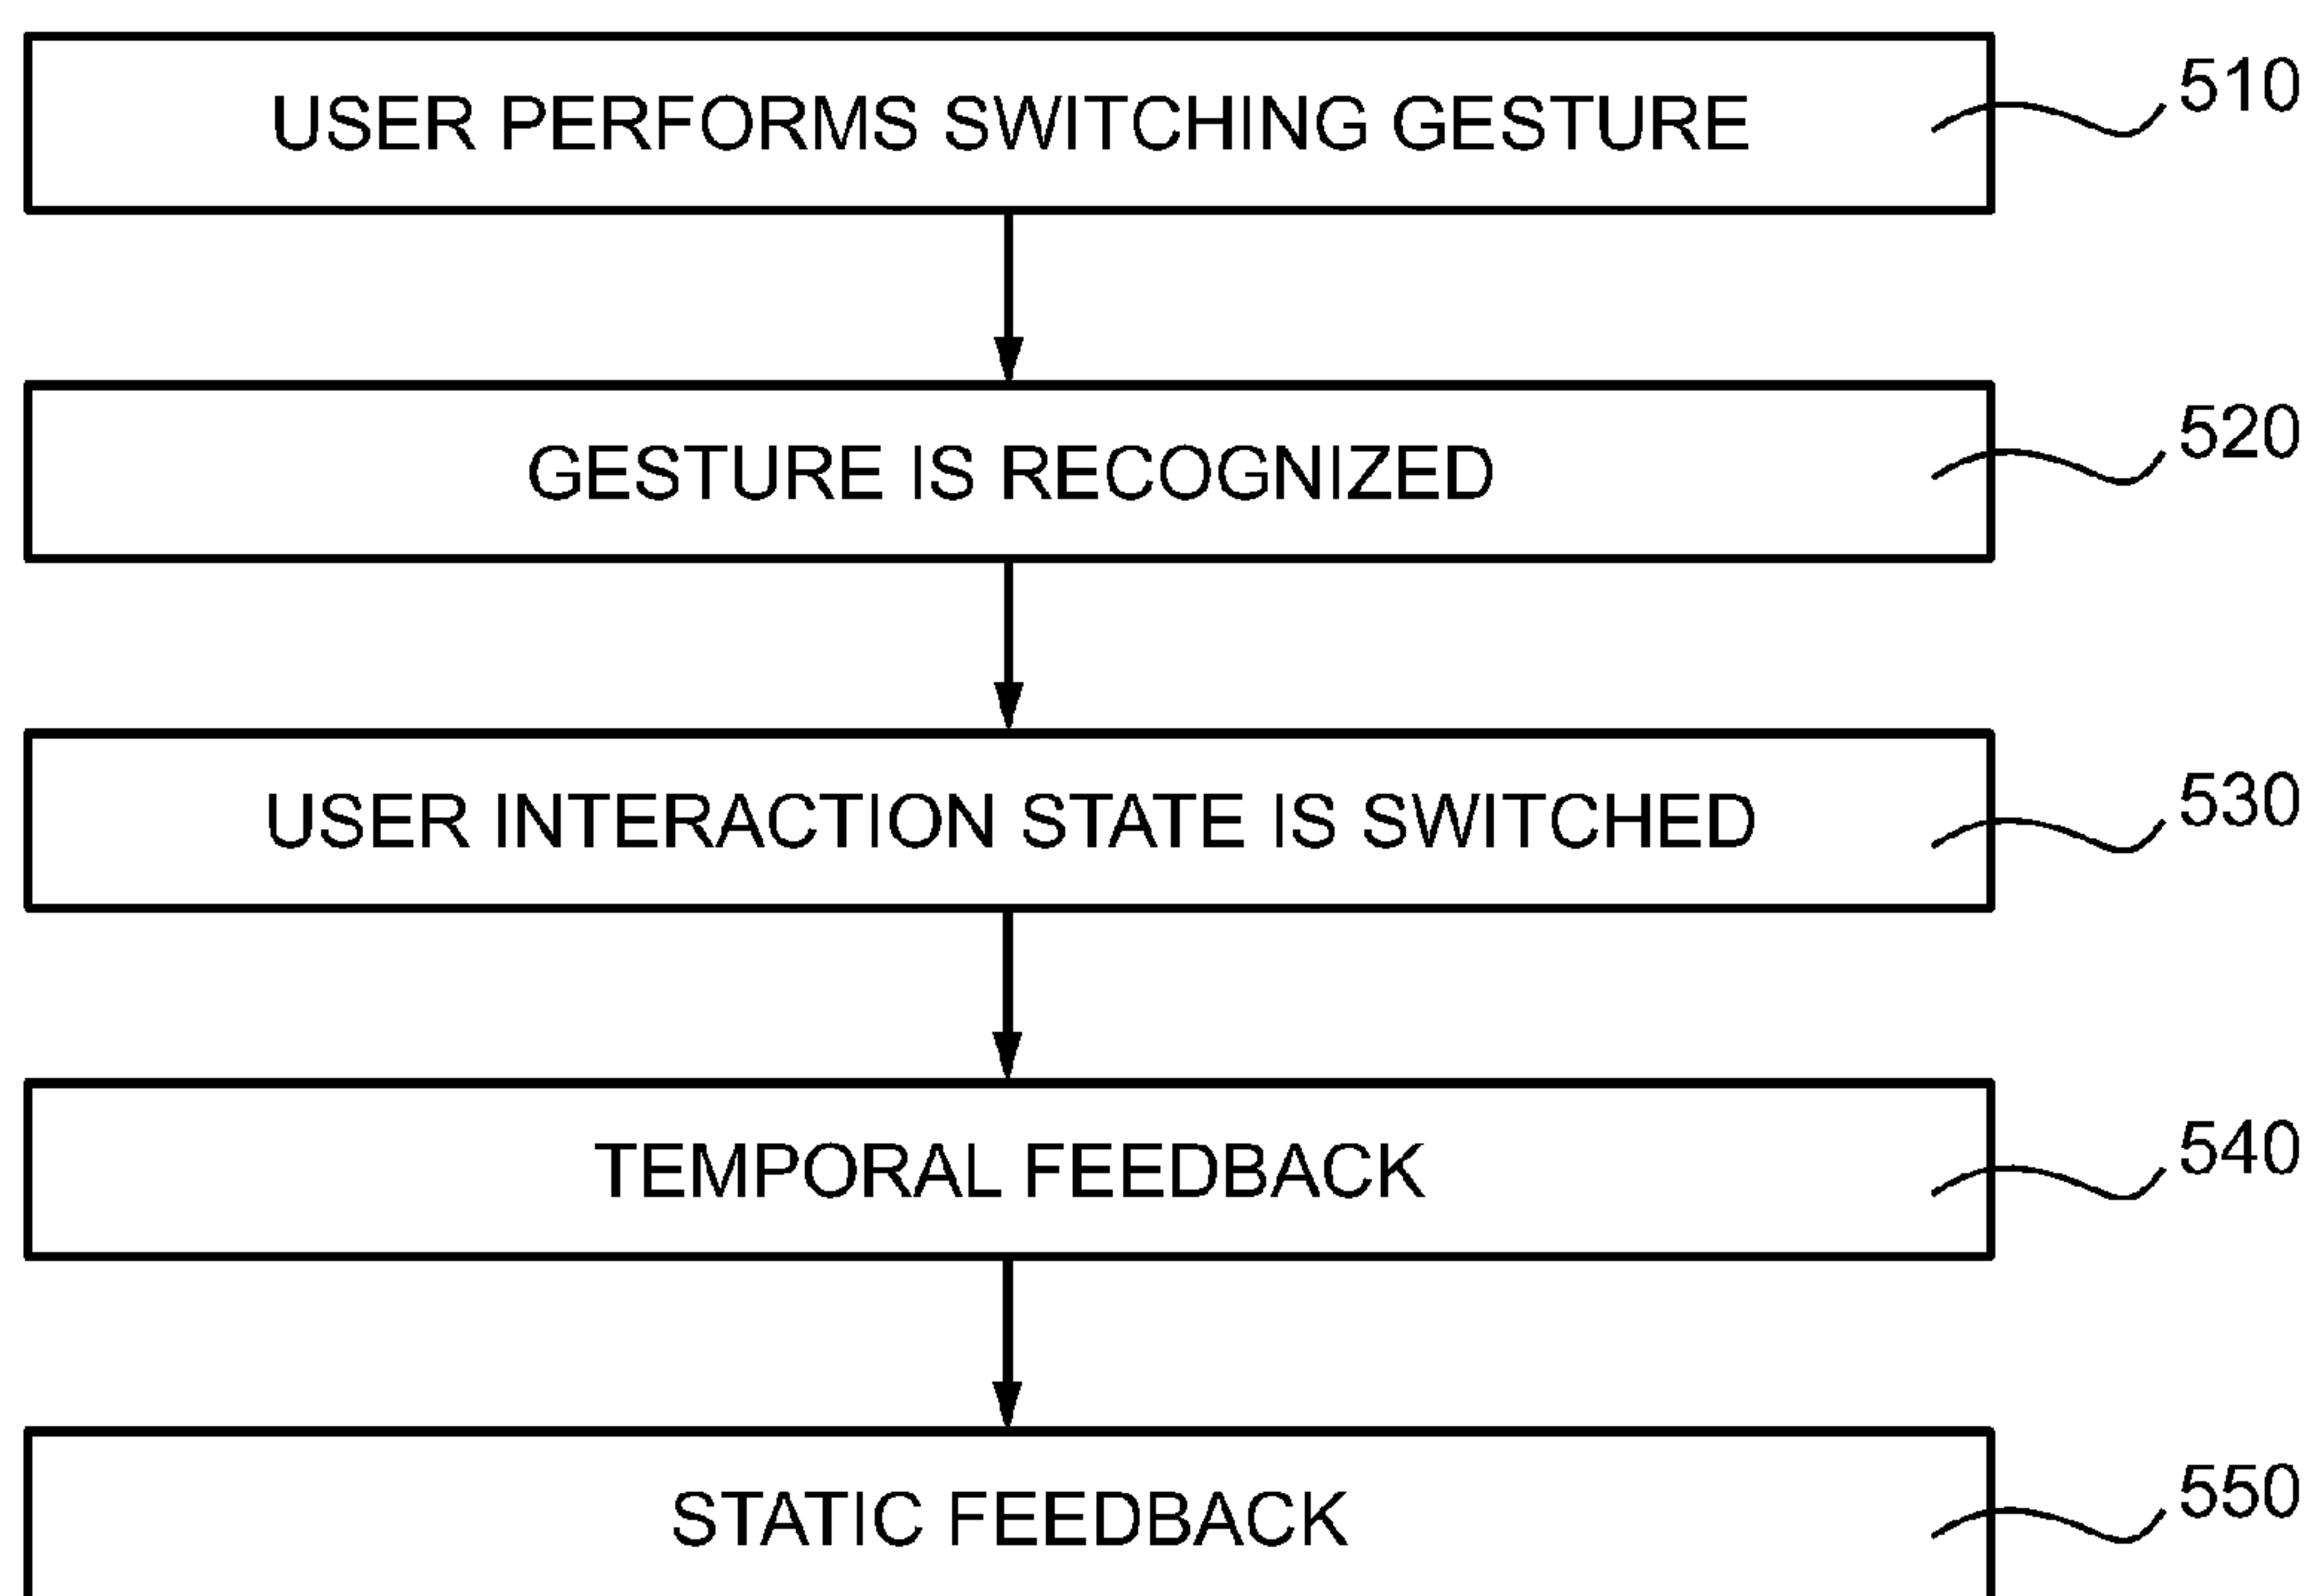 USER PERFORMS SWITCHING GESTURE 510
GESTURE IS RECOGNIZED 520
USER INTERACTION STATE IS SWITCHED 530
TEMPORAL FEEDBACK 540
STATIC FEEDBACK 550